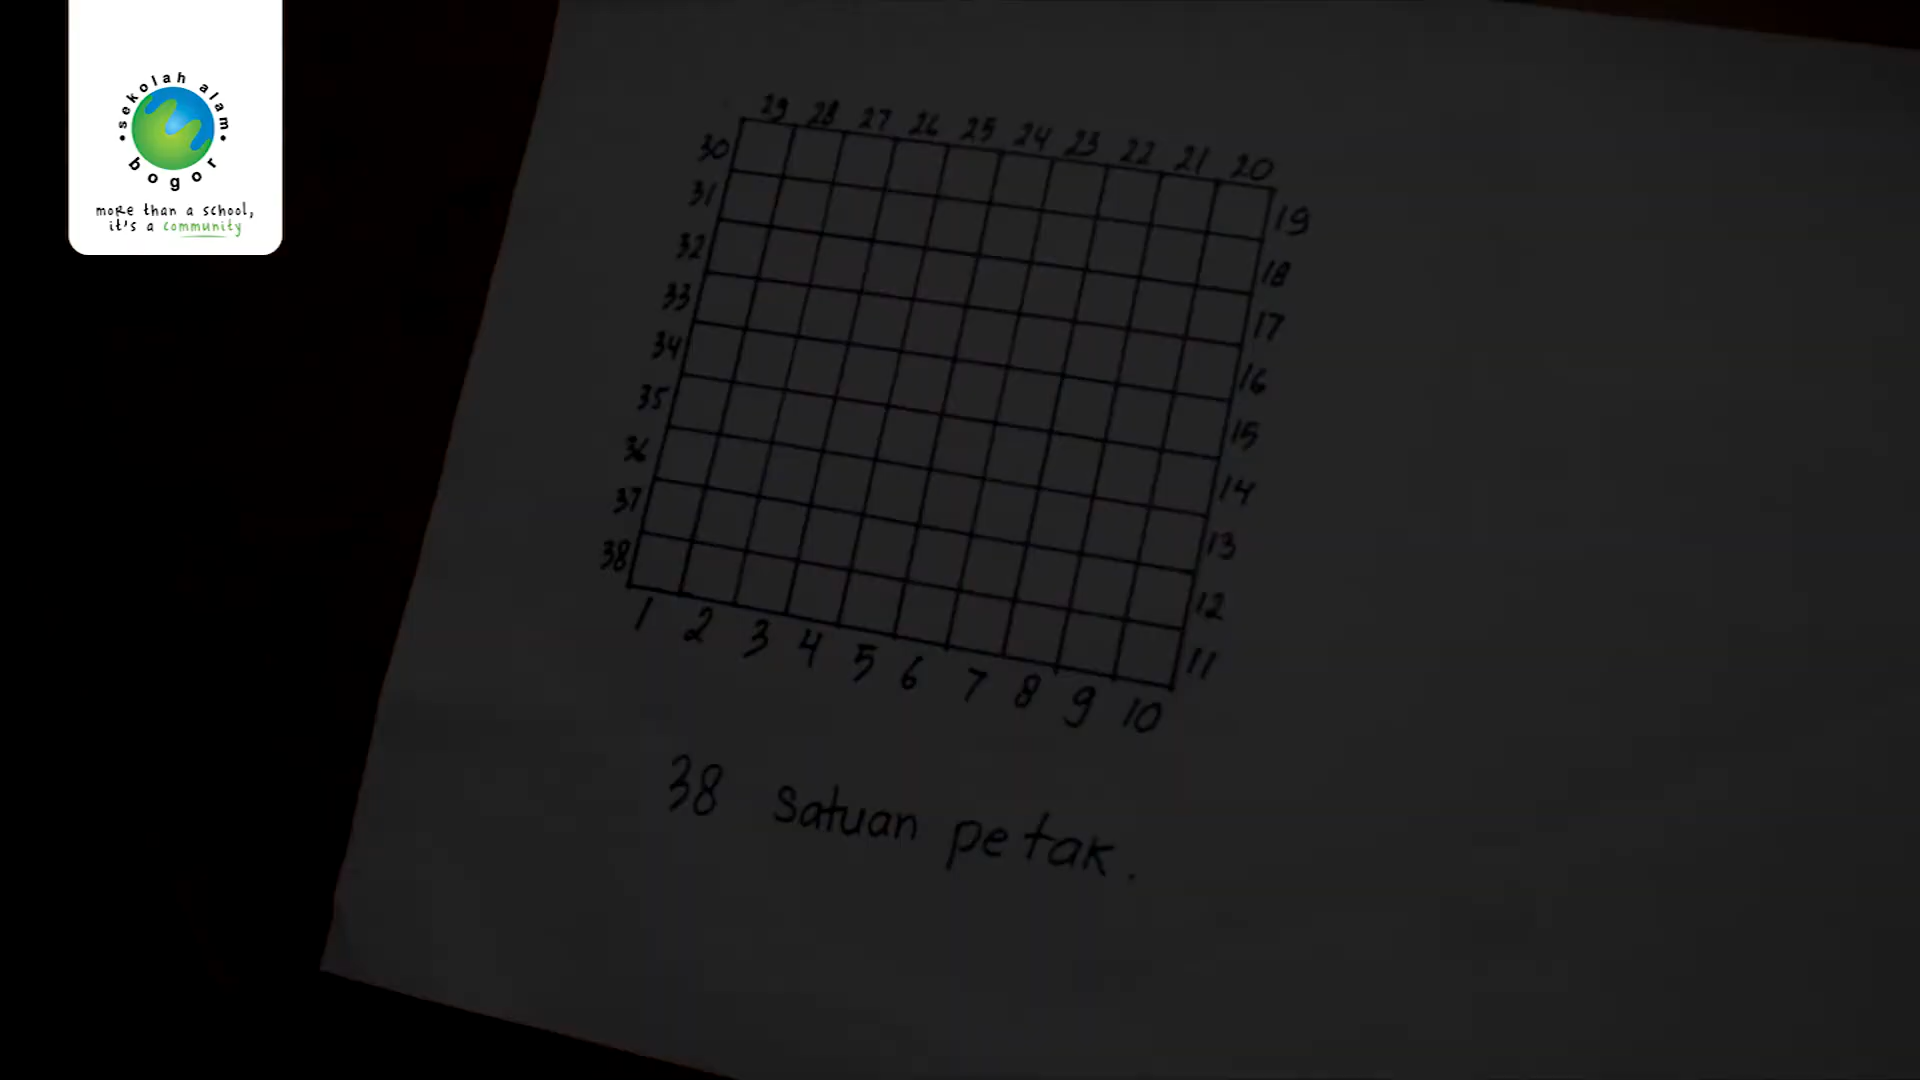 sekolah alam
bogor
more than a school,
it's a community
29 28 27 26 25 24 23 22 21 20
30
31
32
33
34
35
36
37
38
19
18
17
16
15
14
13
12
11
1 2 3 4 5 6 7 8 9 10
38 Satuan petak.